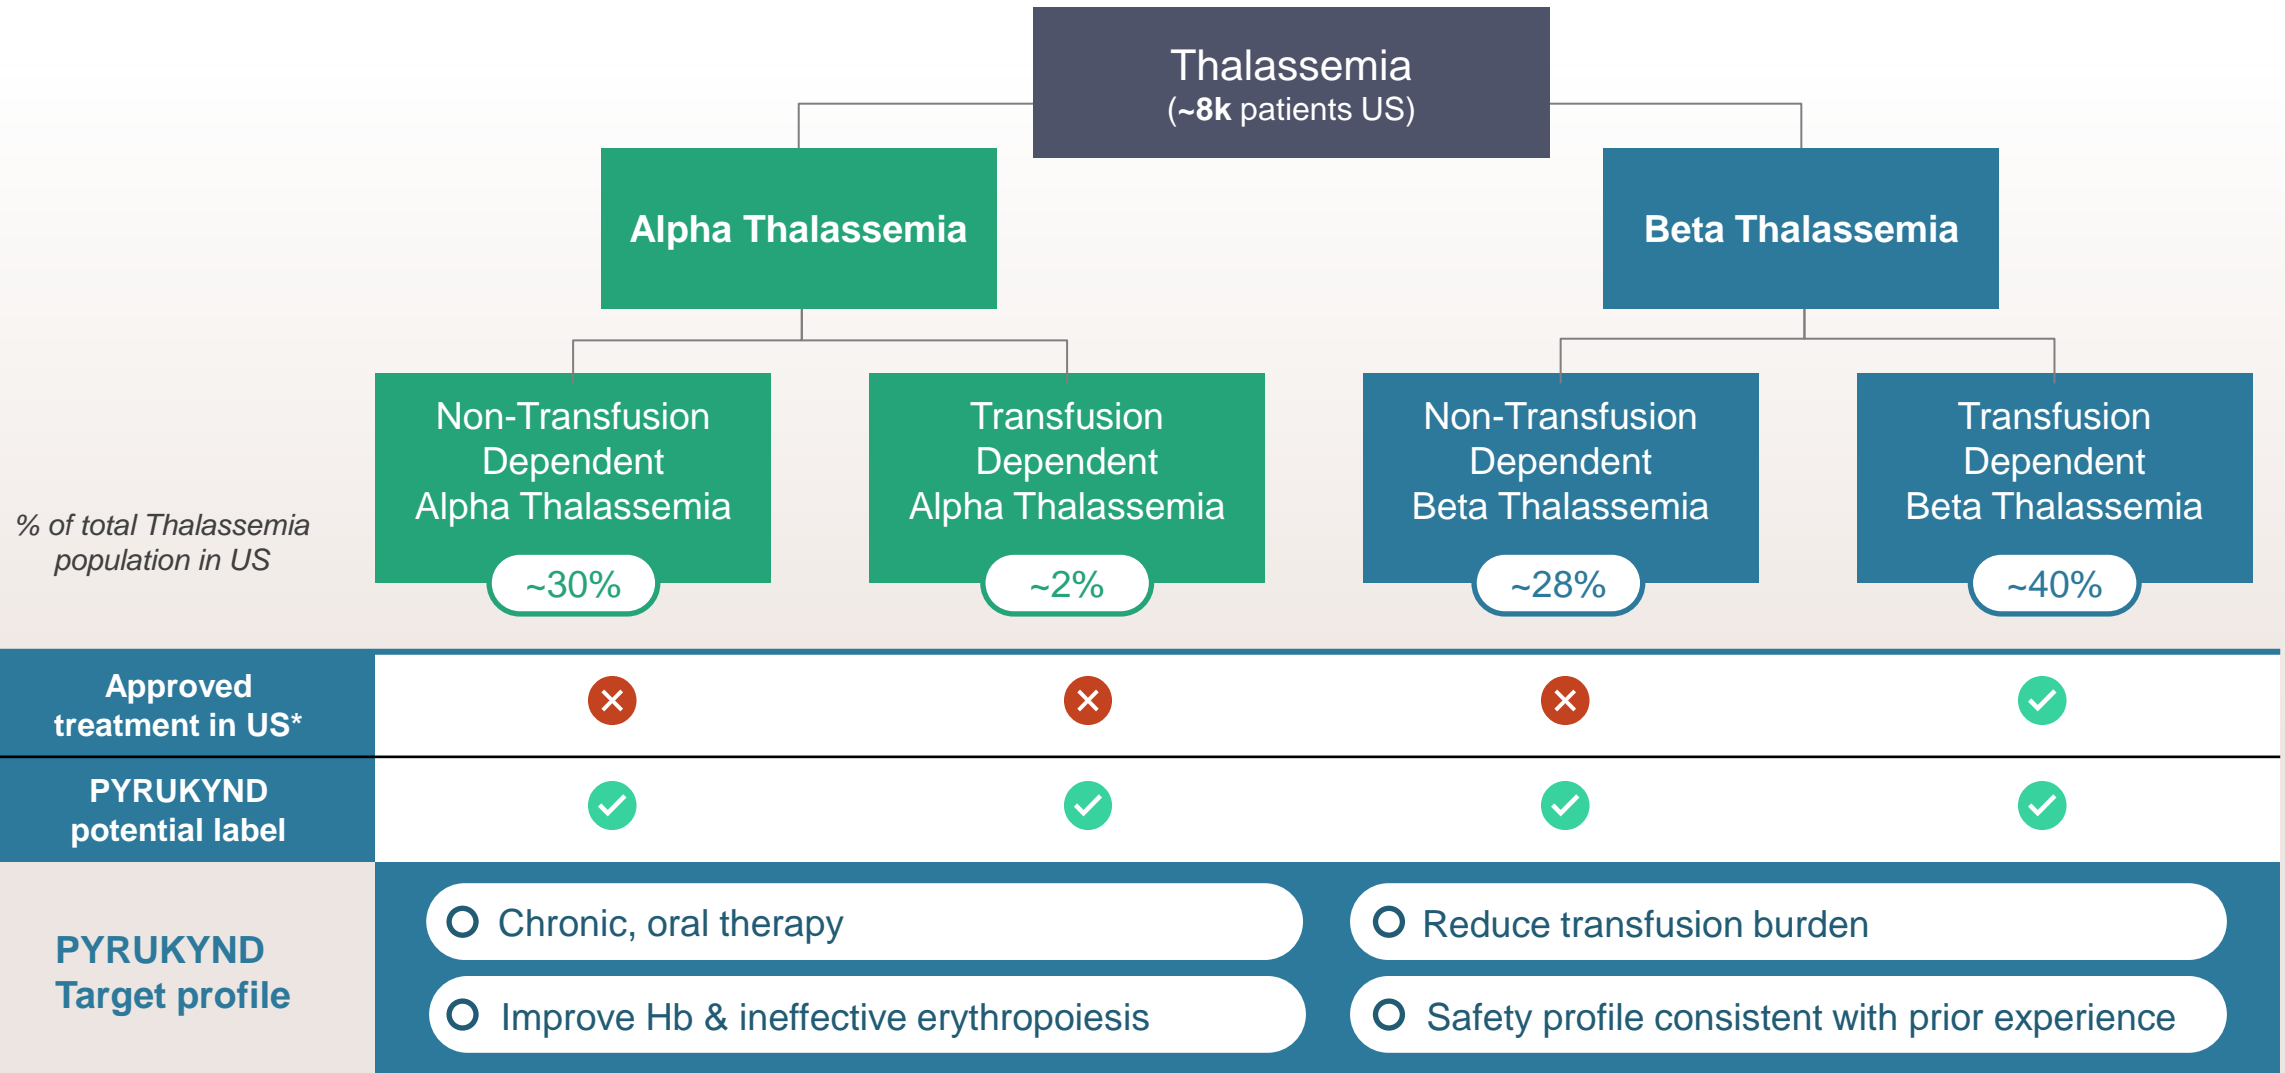 Thalassemia
(~8k patients US)
Alpha Thalassemia
Beta Thalassemia
Non-Transfusion
Dependent
Alpha Thalassemia
~30%
Transfusion
Dependent
Alpha Thalassemia
~2%
Non-Transfusion
Dependent
Beta Thalassemia
~28%
Transfusion
Dependent
Beta Thalassemia
~40%
% of total Thalassemia
population in US
Approved
treatment in US*
PYRUKYND
potential label
PYRUKYND
Target profile
Chronic, oral therapy
Reduce transfusion burden
Improve Hb & ineffective erythropoiesis
Safety profile consistent with prior experience